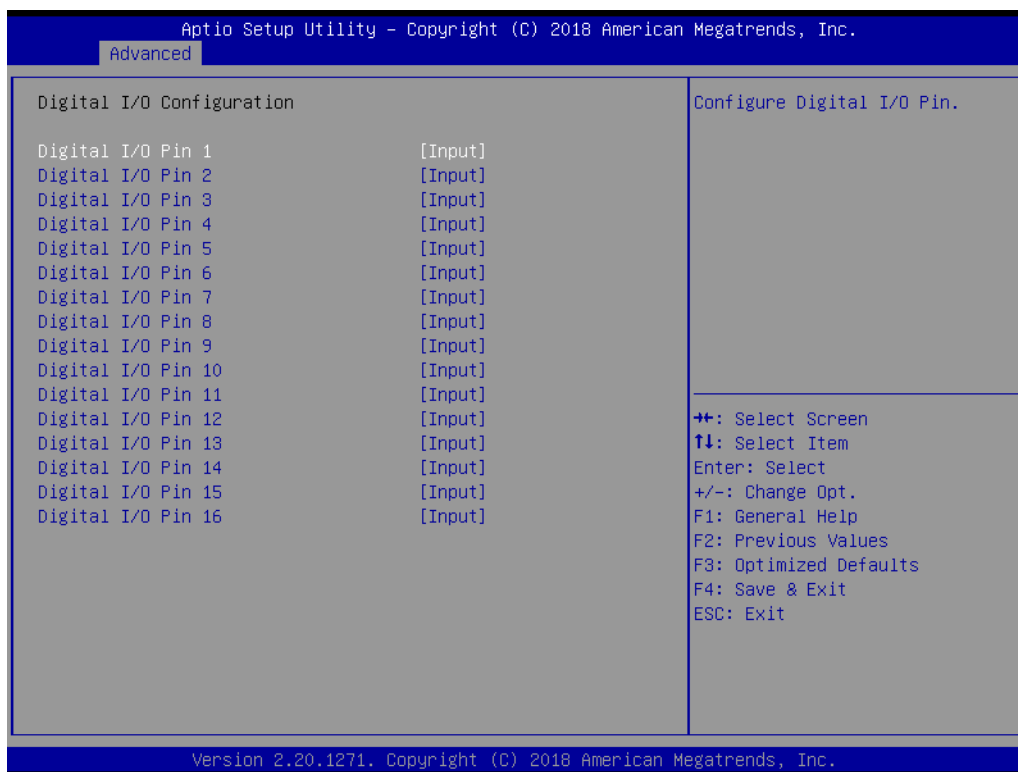 Aptio Setup Utility – Copyright (C) 2018 American Megatrends, Inc.
Advanced
Digital I/O Configuration
Digital I/O Pin 1 [Input]
Digital I/O Pin 2 [Input]
Digital I/O Pin 3 [Input]
Digital I/O Pin 4 [Input]
Digital I/O Pin 5 [Input]
Digital I/O Pin 6 [Input]
Digital I/O Pin 7 [Input]
Digital I/O Pin 8 [Input]
Digital I/O Pin 9 [Input]
Digital I/O Pin 10 [Input]
Digital I/O Pin 11 [Input]
Digital I/O Pin 12 [Input]
Digital I/O Pin 13 [Input]
Digital I/O Pin 14 [Input]
Digital I/O Pin 15 [Input]
Digital I/O Pin 16 [Input]
Configure Digital I/O Pin.
→←: Select Screen
↑↓: Select Item
Enter: Select
+/-: Change Opt.
F1: General Help
F2: Previous Values
F3: Optimized Defaults
F4: Save & Exit
ESC: Exit
Version 2.20.1271. Copyright (C) 2018 American Megatrends, Inc.